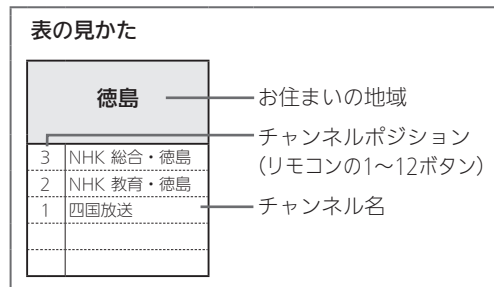 表の見かた
徳島
お住まいの地域
チャンネルポジション
(リモコンの1～12ボタン)
3 NHK 総合・徳島
2 NHK 教育・徳島
1 四国放送
チャンネル名